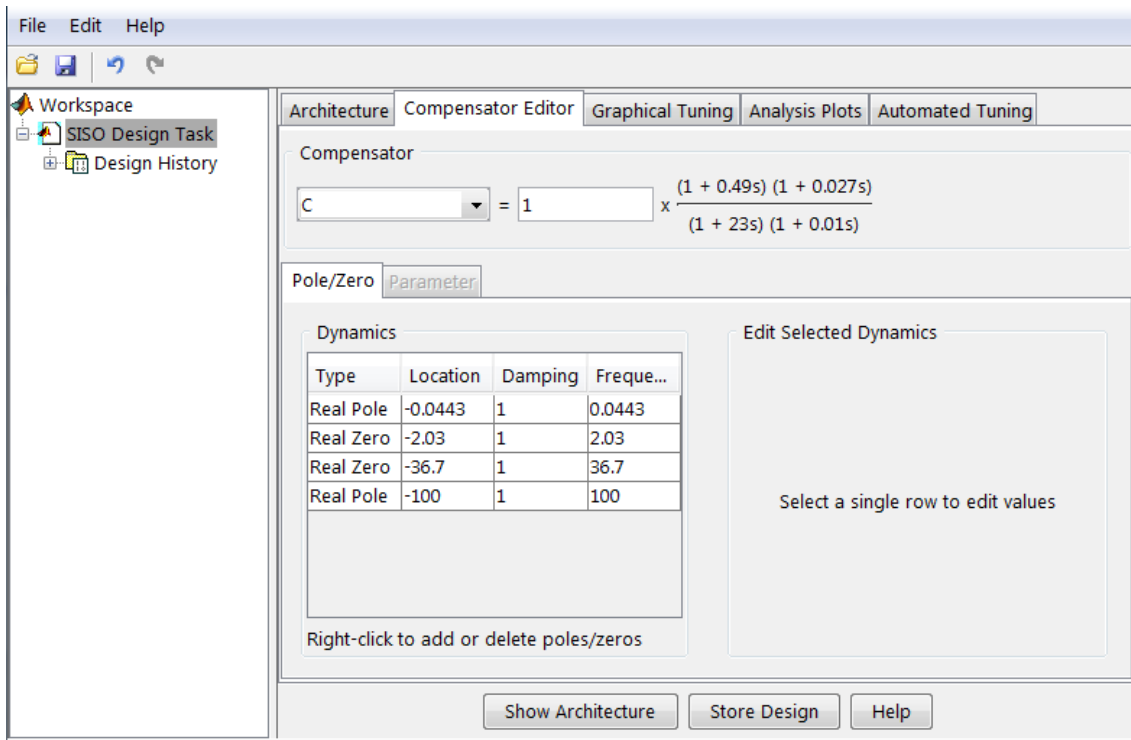 File Edit Help
Workspace
SISO Design Task
Design History
Architecture Compensator Editor Graphical Tuning Analysis Plots Automated Tuning
Compensator
C = 1 x (1 + 0.49s) (1 + 0.027s)
(1 + 23s) (1 + 0.01s)
Pole/Zero Parameter
Dynamics
Type Location Damping Freque...
Real Pole -0.0443 1 0.0443
Real Zero -2.03 1 2.03
Real Zero -36.7 1 36.7
Real Pole -100 1 100
Right-click to add or delete poles/zeros
Edit Selected Dynamics
Select a single row to edit values
Show Architecture Store Design Help